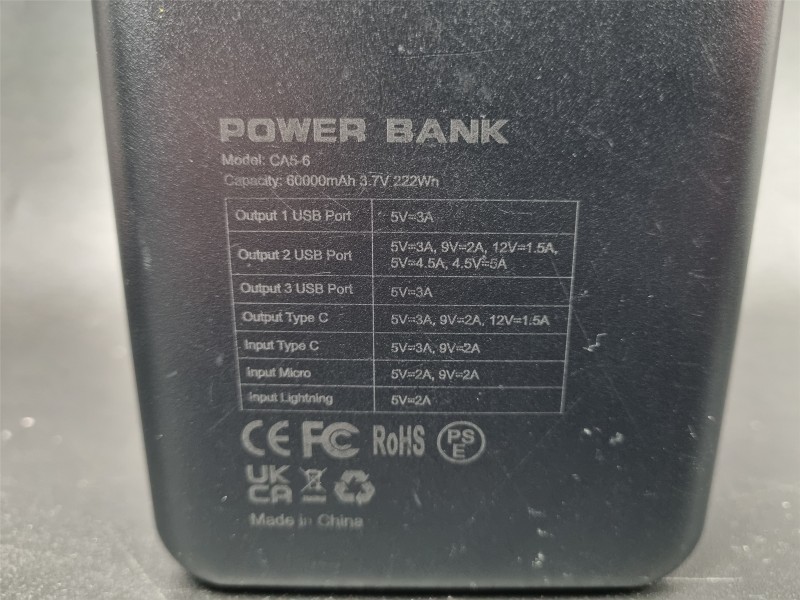 POWER BANK
Model: CA5-6
Capacity: 60000mAh 3.7V 222Wh
Output 1 USB Port 5V⎓3A
Output 2 USB Port 5V⎓3A, 9V⎓2A, 12V⎓1.5A,
5V⎓4.5A, 4.5V⎓5A
Output 3 USB Port 5V⎓3A
Output Type C 5V⎓3A, 9V⎓2A, 12V⎓1.5A
Input Type C 5V⎓3A, 9V⎓2A
Input Micro 5V⎓2A, 9V⎓2A
Input Lightning 5V⎓2A
CE FC RoHS PSE
UK
CA
Made in China